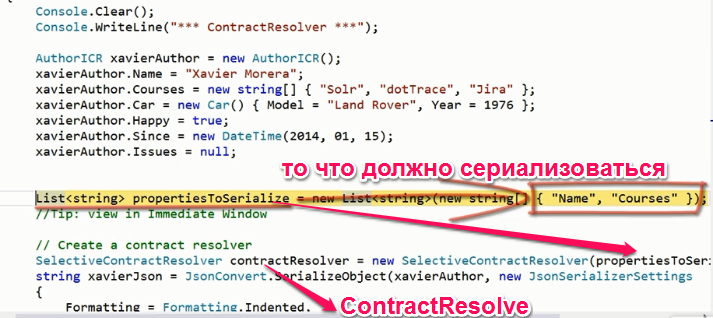 Console.Clear();
Console.WriteLine("*** ContractResolver ***");
AuthorICR xavierAuthor = new AuthorICR();
xavierAuthor.Name = "Xavier Morera";
xavierAuthor.Courses = new string[] { "Solr", "dotTrace", "Jira" };
xavierAuthor.Car = new Car() { Model = "Land Rover", Year = 1976 };
xavierAuthor.Happy = true;
xavierAuthor.Since = new DateTime(2014, 01, 15);
xavierAuthor.Issues = null;
то что должно сериализоваться
List<string> propertiesToSerialize = new List<string>(new string[] { "Name", "Courses" });
//Tip: view in Immediate Window
// Create a contract resolver
SelectiveContractResolver contractResolver = new SelectiveContractResolver(propertiesToSeri
string xavierJson = JsonConvert.SerializeObject(xavierAuthor, new JsonSerializerSettings
{
Formatting = Formatting.Indented,
ContractResolve